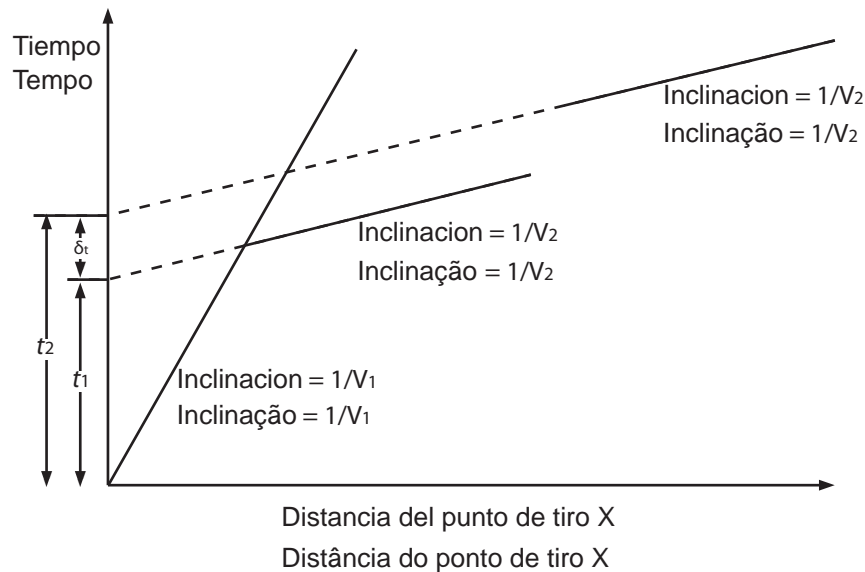 Tiempo
Tempo
Inclinacion = 1/V2
Inclinação = 1/V2
Inclinacion = 1/V2
Inclinação = 1/V2
δt
t2
t1
Inclinacion = 1/V1
Inclinação = 1/V1
Distancia del punto de tiro X
Distância do ponto de tiro X